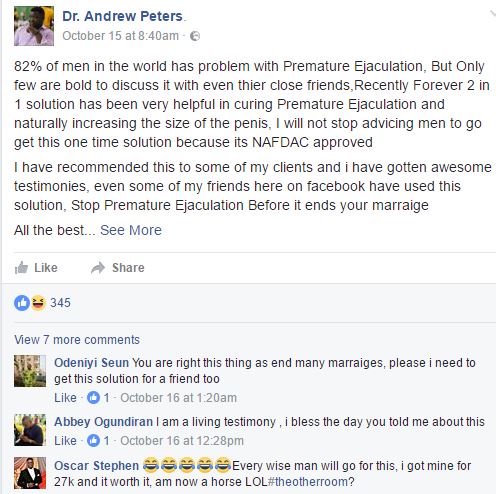 Dr. Andrew Peters
October 15 at 8:40am ·
82% of men in the world has problem with Premature Ejaculation, But Only
few are bold to discuss it with even thier close friends,Recently Forever 2 in
1 solution has been very helpful in curing Premature Ejaculation and
naturally increasing the size of the penis, I will not stop advicing men to go
get this one time solution because its NAFDAC approved
I have recommended this to some of my clients and i have gotten awesome
testimonies, even some of my friends here on facebook have used this
solution, Stop Premature Ejaculation Before it ends your marraige
All the best... See More
Like Share
345
View 7 more comments
Odeniyi Seun You are right this thing as end many marraiges, please i need to
get this solution for a friend too
Like · 1 · October 16 at 1:20am
Abbey Ogundiran I am a living testimony , i bless the day you told me about this
Like · 1 · October 16 at 12:28pm
Oscar Stephen 😂😂😂😂😂Every wise man will go for this, i got mine for
27k and it worth it, am now a horse LOL#theotherroom?